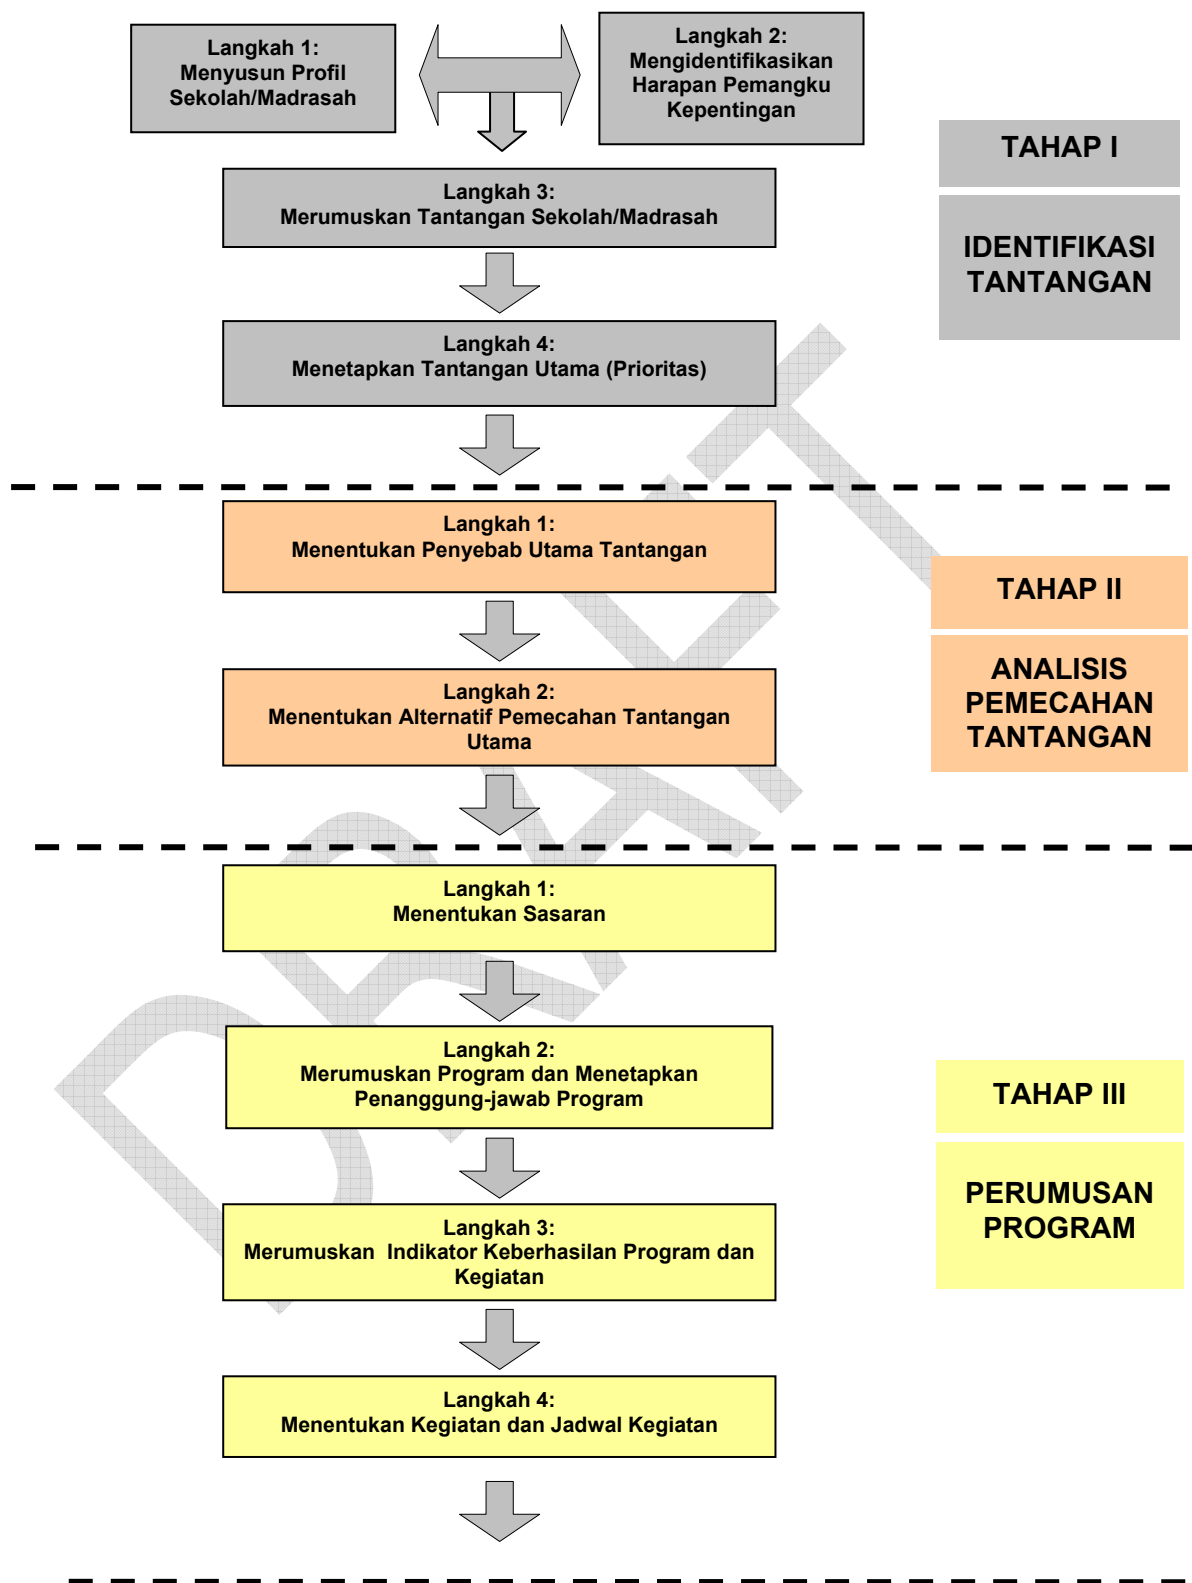 Langkah 1:
Menyusun Profil
Sekolah/Madrasah
Langkah 2:
Mengidentifikasikan
Harapan Pemangku
Kepentingan
TAHAP I
IDENTIFIKASI
TANTANGAN
Langkah 3:
Merumuskan Tantangan Sekolah/Madrasah
Langkah 4:
Menetapkan Tantangan Utama (Prioritas)
Langkah 1:
Menentukan Penyebab Utama Tantangan
TAHAP II
ANALISIS
PEMECAHAN
TANTANGAN
Langkah 2:
Menentukan Alternatif Pemecahan Tantangan
Utama
Langkah 1:
Menentukan Sasaran
Langkah 2:
Merumuskan Program dan Menetapkan
Penanggung-jawab Program
TAHAP III
PERUMUSAN
PROGRAM
Langkah 3:
Merumuskan  Indikator Keberhasilan Program dan
Kegiatan
Langkah 4:
Menentukan Kegiatan dan Jadwal Kegiatan
DRAFT